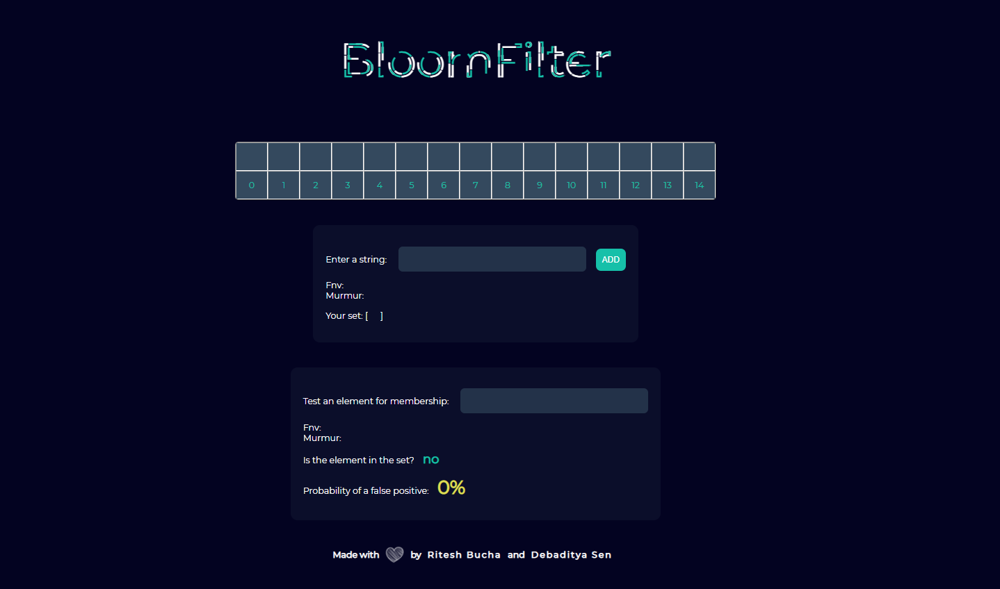 BloomFilter
0 1 2 3 4 5 6 7 8 9 10 11 12 13 14
Enter a string: ADD
Fnv:
Murmur:
Your set: [ ]
Test an element for membership:
Fnv:
Murmur:
Is the element in the set? no
Probability of a false positive: 0%
Made with by Ritesh Bucha and Debaditya Sen